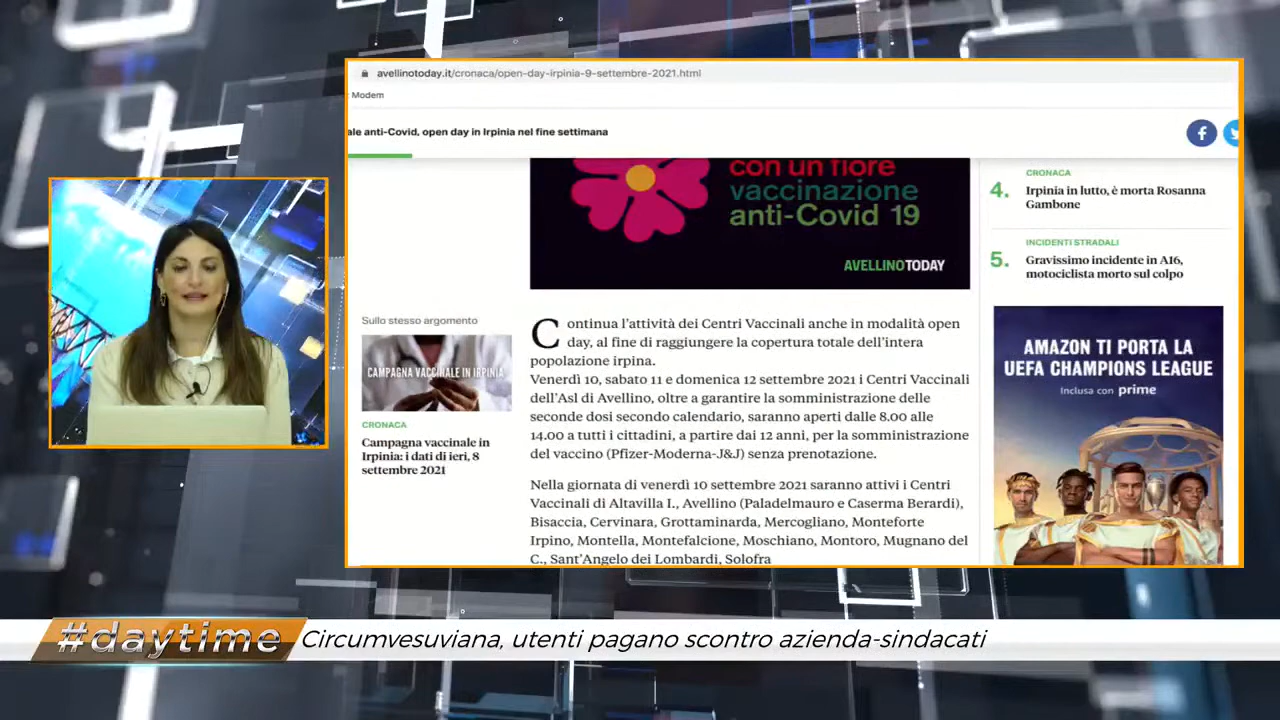 avellinotoday.it/cronaca/open-day-irpinia-9-settembre-2021.html
Modem
ale anti-Covid, open day in Irpinia nel fine settimana
con un fiore
vaccinazione
anti-Covid 19
AVELLINOTODAY
CRONACA
4. Irpinia in lutto, è morta Rosanna
Gambone
INCIDENTI STRADALI
5. Gravissimo incidente in A16,
motociclista morto sul colpo
Sullo stesso argomento
CAMPAGNA VACCINALE IN IRPINIA
CRONACA
Campagna vaccinale in
Irpinia: i dati di ieri, 8
settembre 2021
Continua l'attività dei Centri Vaccinali anche in modalità open
day, al fine di raggiungere la copertura totale dell'intera
popolazione irpina.
Venerdì 10, sabato 11 e domenica 12 settembre 2021 i Centri Vaccinali
dell'Asl di Avellino, oltre a garantire la somministrazione delle
seconde dosi secondo calendario, saranno aperti dalle 8.00 alle
14.00 a tutti i cittadini, a partire dai 12 anni, per la somministrazione
del vaccino (Pfizer-Moderna-J&J) senza prenotazione.
Nella giornata di venerdì 10 settembre 2021 saranno attivi i Centri
Vaccinali di Altavilla I., Avellino (Paladelmauro e Caserma Berardi),
Bisaccia, Cervinara, Grottaminarda, Mercogliano, Monteforte
Irpino, Montella, Montefalcione, Moschiano, Montoro, Mugnano del
C., Sant'Angelo dei Lombardi, Solofra
AMAZON TI PORTA LA
UEFA CHAMPIONS LEAGUE
Inclusa con prime
#daytime
Circumvesuviana, utenti pagano scontro azienda-sindacati